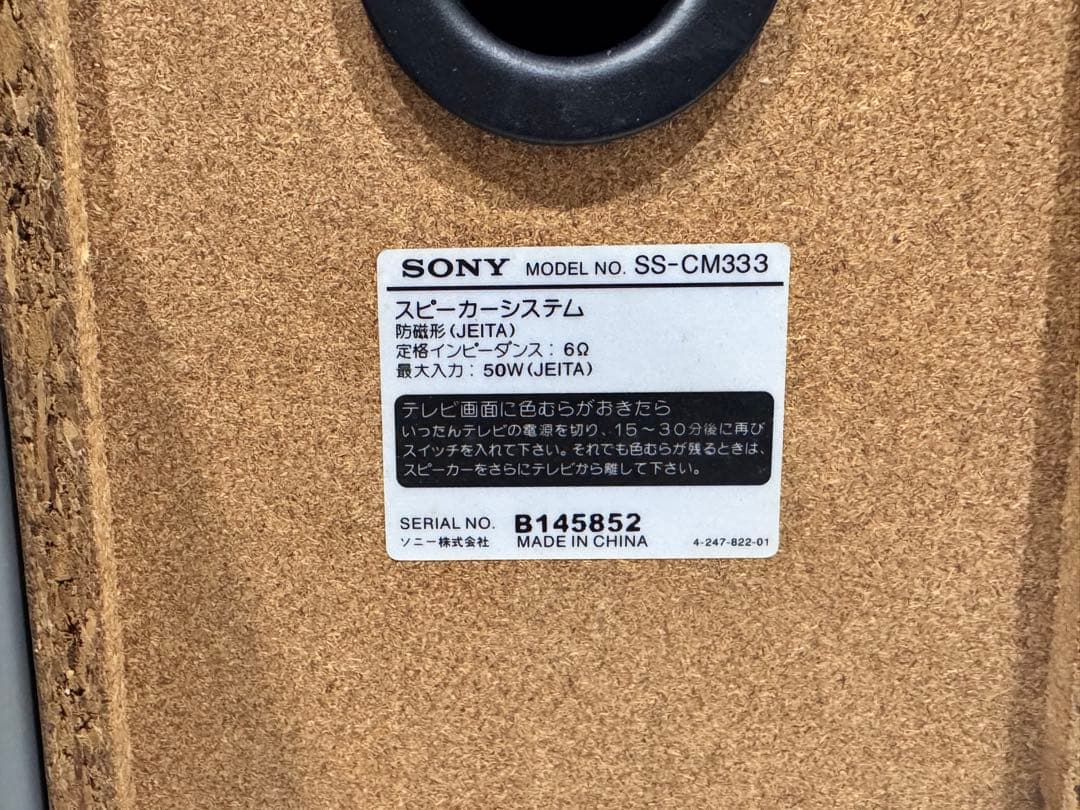 SONY MODEL NO. SS-CM333
スピーカーシステム
防磁形(JEITA)
定格インピーダンス: 6Ω
最大入力: 50W(JEITA)
テレビ画面に色むらがおきたら
いったんテレビの電源を切り、15～30分後に再び
スイッチを入れて下さい。それでも色むらが残るときは、
スピーカーをさらにテレビから離して下さい。
SERIAL NO. B145852
ソニー株式会社 MADE IN CHINA 4-247-822-01